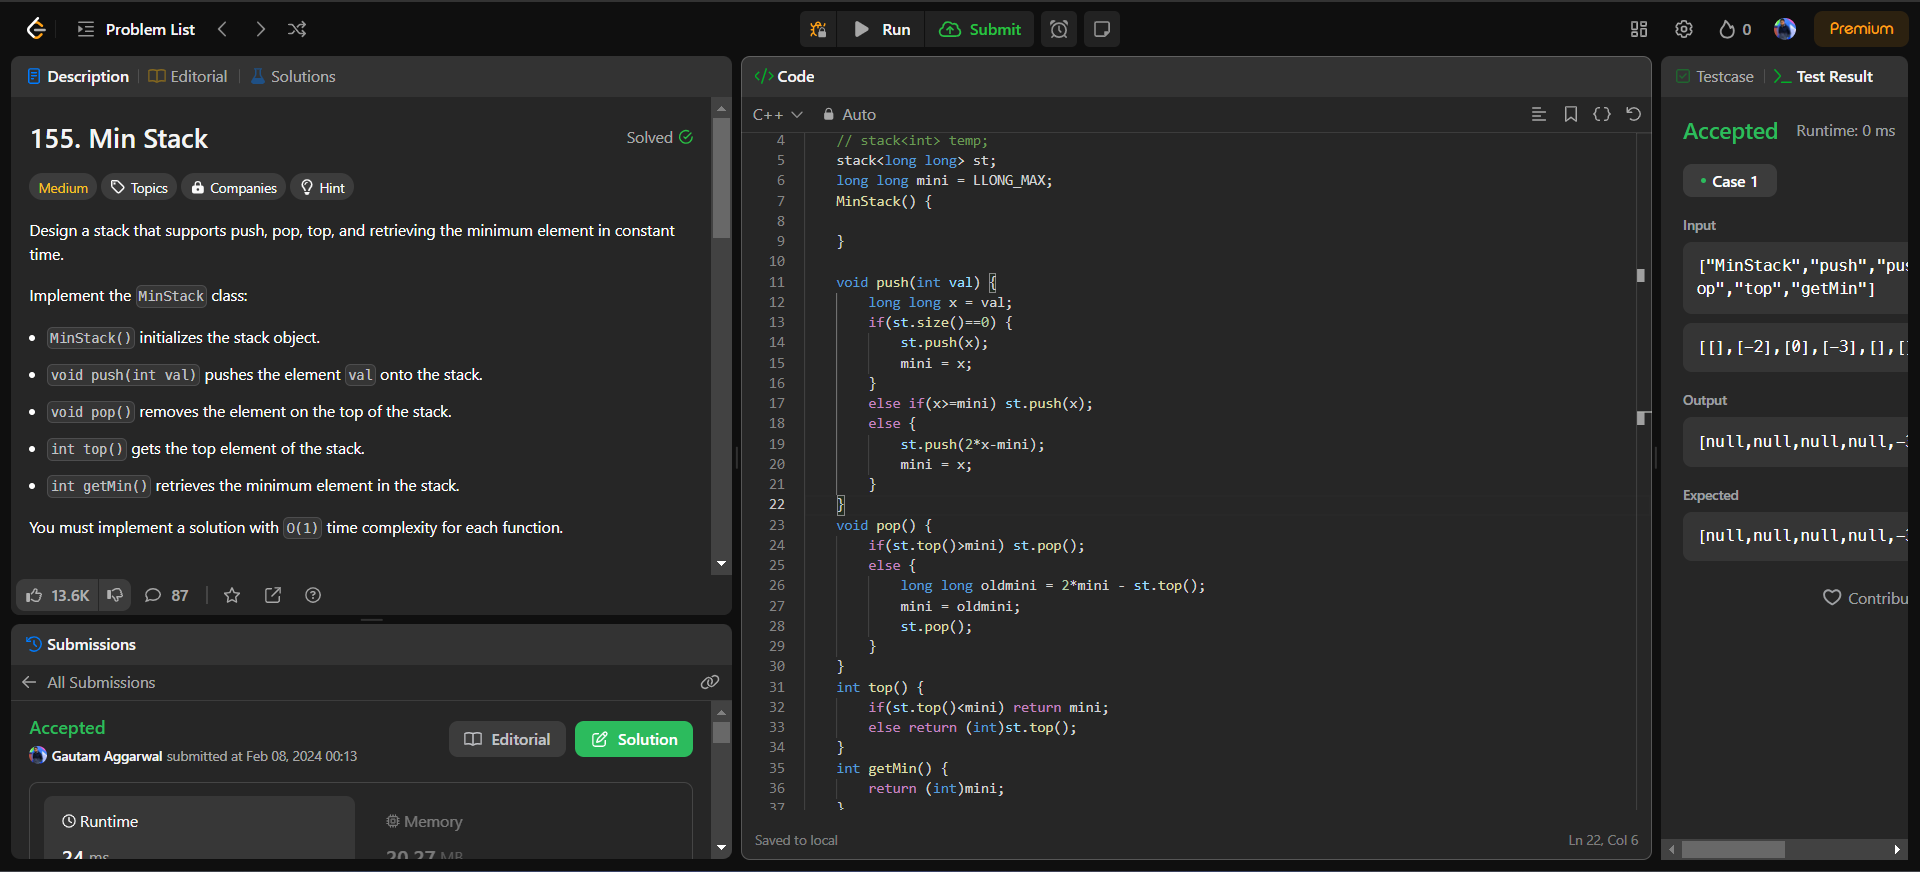 Problem List
Run
Submit
0
Premium
Description
Editorial
Solutions
155. Min Stack
Solved
Medium
Topics
Companies
Hint
Design a stack that supports push, pop, top, and retrieving the minimum element in constant
time.
Implement the MinStack class:
• MinStack() initializes the stack object.
• void push(int val) pushes the element val onto the stack.
• void pop() removes the element on the top of the stack.
• int top() gets the top element of the stack.
• int getMin() retrieves the minimum element in the stack.
You must implement a solution with O(1) time complexity for each function.
13.6K
87
Submissions
All Submissions
Accepted
Gautam Aggarwal submitted at Feb 08, 2024 00:13
Editorial
Solution
Runtime
24 ms
Memory
20.27 MB
</> Code
C++
Auto
4 // stack<int> temp;
5 stack<long long> st;
6 long long mini = LLONG_MAX;
7 MinStack() {
8
9 }
10
11 void push(int val) {
12 long long x = val;
13 if(st.size()==0) {
14 st.push(x);
15 mini = x;
16 }
17 else if(x>=mini) st.push(x);
18 else {
19 st.push(2*x-mini);
20 mini = x;
21 }
22 }
23 void pop() {
24 if(st.top()>mini) st.pop();
25 else {
26 long long oldmini = 2*mini - st.top();
27 mini = oldmini;
28 st.pop();
29 }
30 }
31 int top() {
32 if(st.top()<mini) return mini;
33 else return (int)st.top();
34 }
35 int getMin() {
36 return (int)mini;
37 }
Saved to local
Ln 22, Col 6
Testcase
Test Result
Accepted
Runtime: 0 ms
• Case 1
Input
["MinStack","push","pus
op","top","getMin"]
[[],[-2],[0],[-3],[],[
Output
[null,null,null,null,-3
Expected
[null,null,null,null,-3
Contribu